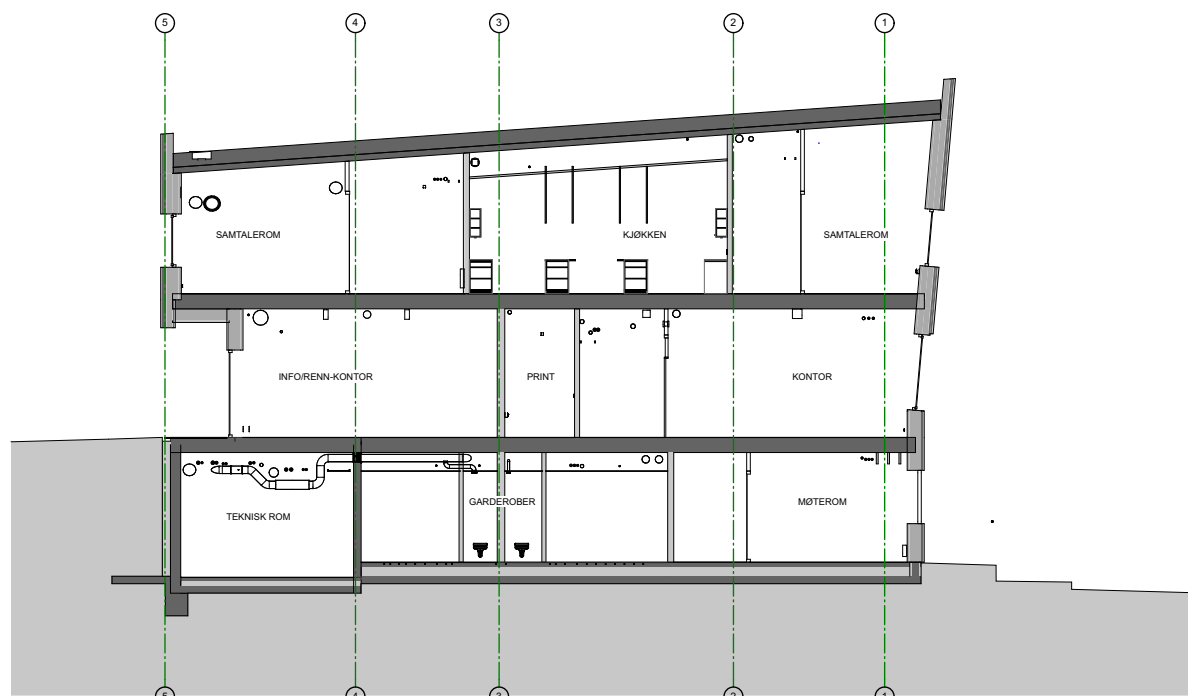 5 4 3 2 1
SAMTALEROM KJØKKEN SAMTALEROM
INFO/RENN-KONTOR PRINT KONTOR
GARDEROBER MØTEROM
TEKNISK ROM
5 4 3 2 1